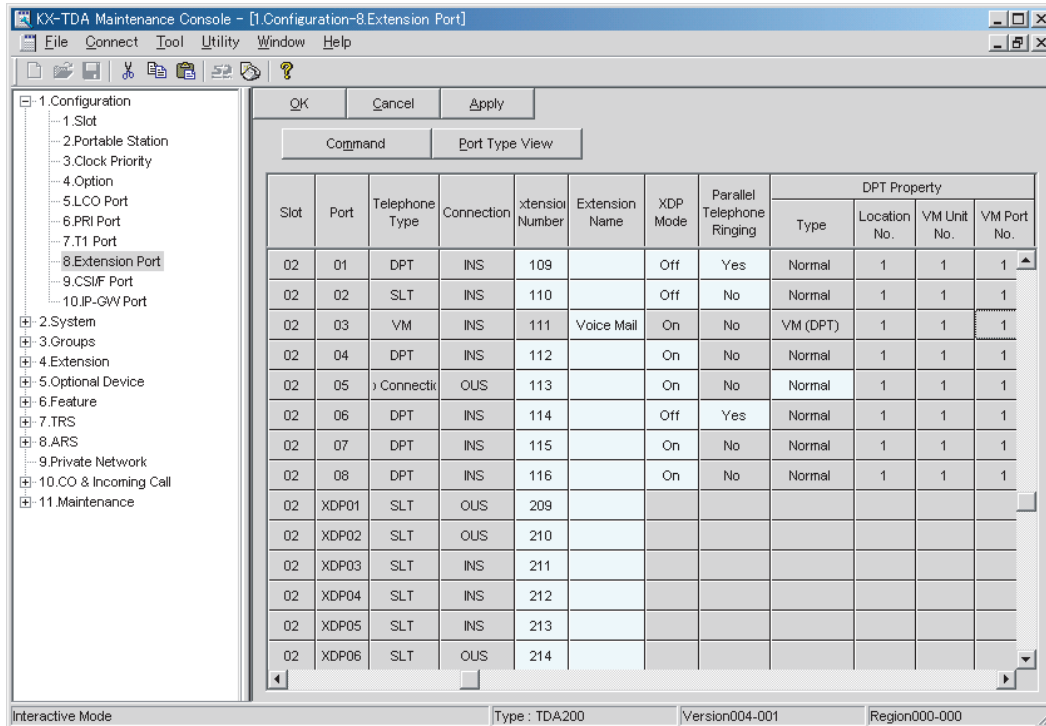 KX-TDA Maintenance Console - [1.Configuration-8.Extension Port]
File Connect Tool Utility Window Help
1.Configuration
1.Slot
2.Portable Station
3.Clock Priority
4.Option
5.LCO Port
6.PRI Port
7.T1 Port
8.Extension Port
9.CSI/F Port
10.IP-GW Port
2.System
3.Groups
4.Extension
5.Optional Device
6.Feature
7.TRS
8.ARS
9.Private Network
10.CO & Incoming Call
11.Maintenance
OK Cancel Apply
Command Port Type View
Slot Port Telephone Type Connection xtension Number Extension Name XDP Mode Parallel Telephone Ringing DPT Property
Type Location No. VM Unit No. VM Port No.
02 01 DPT INS 109 Off Yes Normal 1 1 1
02 02 SLT INS 110 Off No Normal 1 1 1
02 03 VM INS 111 Voice Mail On No VM (DPT) 1 1 1
02 04 DPT INS 112 On No Normal 1 1 1
02 05 Connectic OUS 113 On No Normal 1 1 1
02 06 DPT INS 114 Off Yes Normal 1 1 1
02 07 DPT INS 115 On No Normal 1 1 1
02 08 DPT INS 116 On No Normal 1 1 1
02 XDP01 SLT OUS 209
02 XDP02 SLT OUS 210
02 XDP03 SLT INS 211
02 XDP04 SLT INS 212
02 XDP05 SLT INS 213
02 XDP06 SLT OUS 214
Interactive Mode Type : TDA200 Version004-001 Region000-000